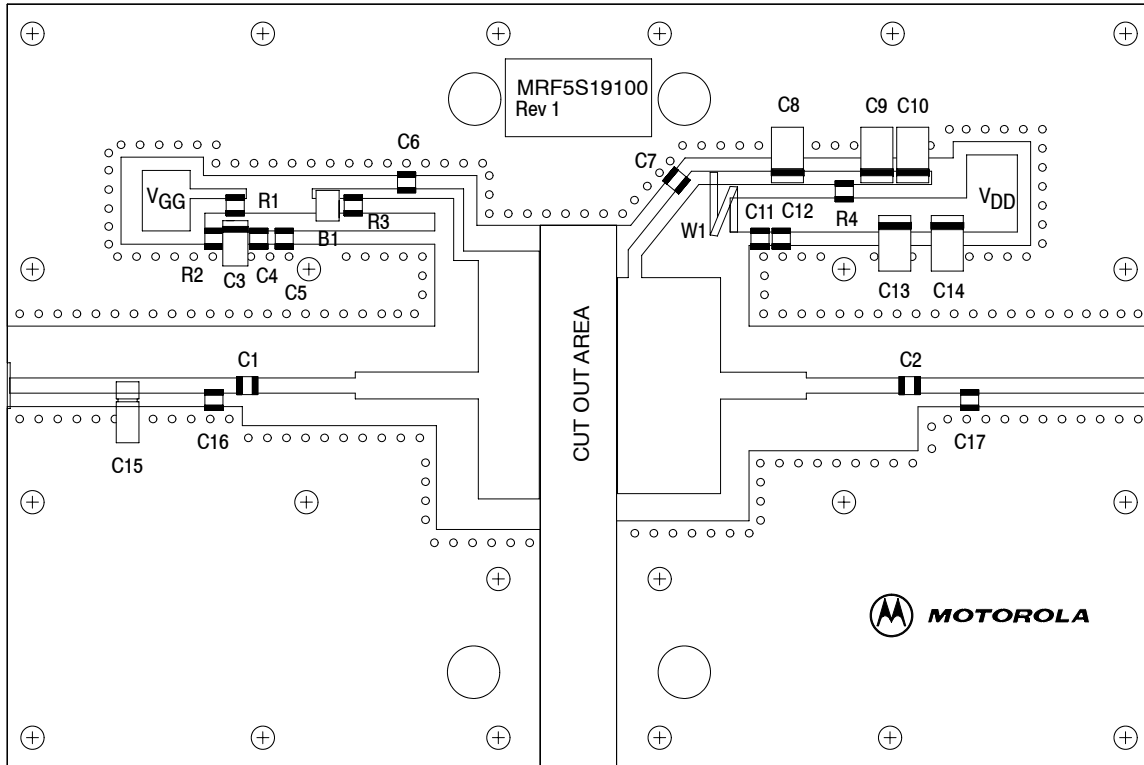 MRF5S19100
Rev 1
C8
C9
C10
C6
C7
VGG
R1
R3
B1
R2
C3
C4
C5
C11
C12
R4
W1
VDD
C13
C14
CUT OUT AREA
C1
C2
C15
C16
C17
MOTOROLA